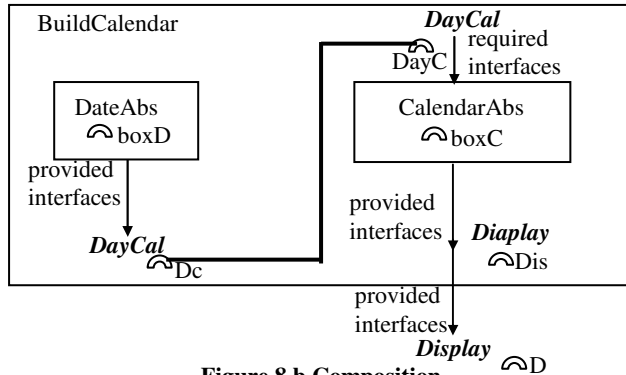 BuildCalendar
DayCal
DayC
required
interfaces
DateAbs
boxD
CalendarAbs
boxC
provided
interfaces
DayCal
Dc
provided
interfaces
Diaplay
Dis
provided
interfaces
Display
D
Figure 8.b Composition